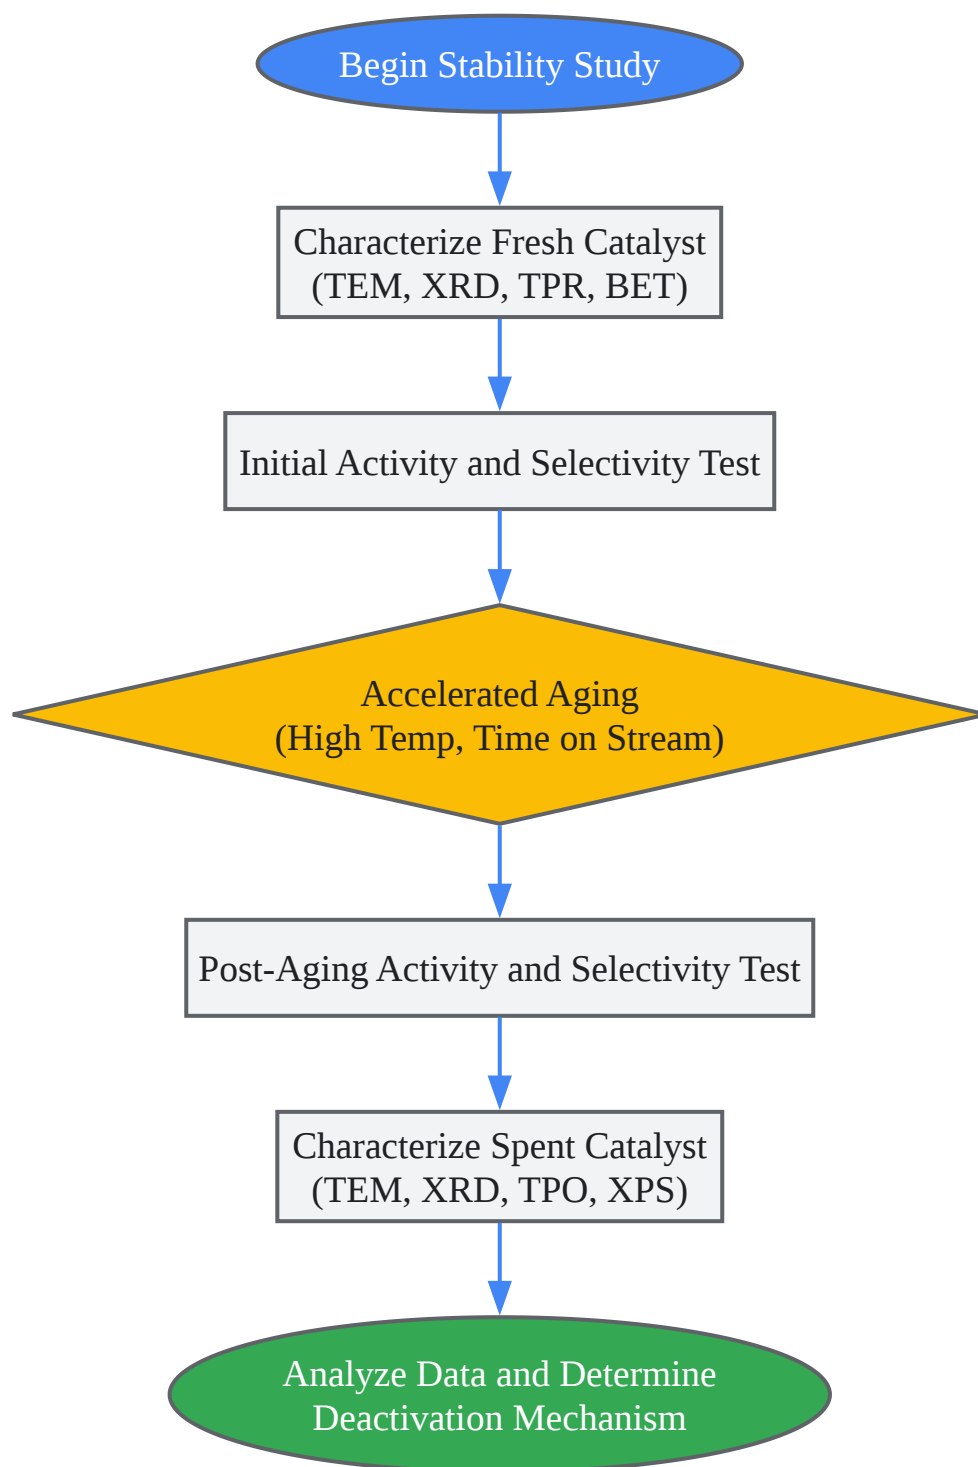 Begin Stability Study
Characterize Fresh Catalyst
(TEM, XRD, TPR, BET)
Initial Activity and Selectivity Test
Accelerated Aging
(High Temp, Time on Stream)
Post-Aging Activity and Selectivity Test
Characterize Spent Catalyst
(TEM, XRD, TPO, XPS)
Analyze Data and Determine
Deactivation Mechanism